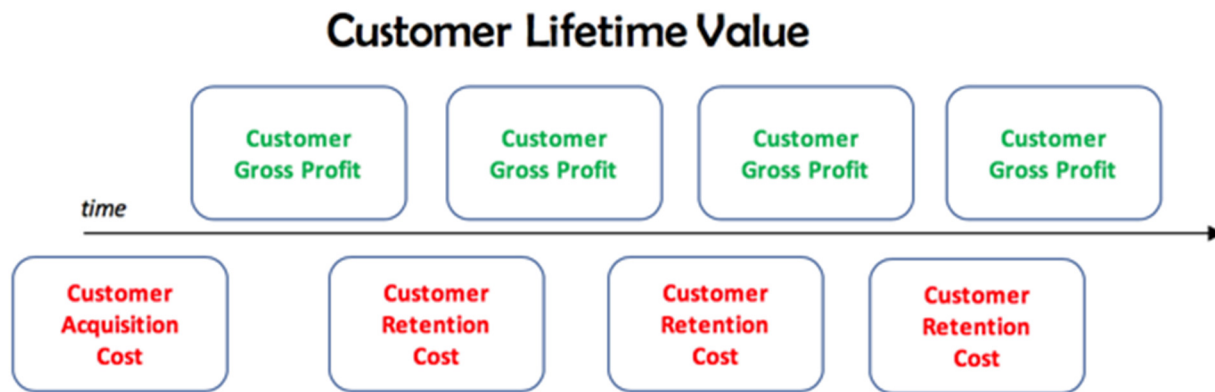 Customer Lifetime Value
Customer
Gross Profit
Customer
Gross Profit
Customer
Gross Profit
Customer
Gross Profit
time
Customer
Acquisition
Cost
Customer
Retention
Cost
Customer
Retention
Cost
Customer
Retention
Cost